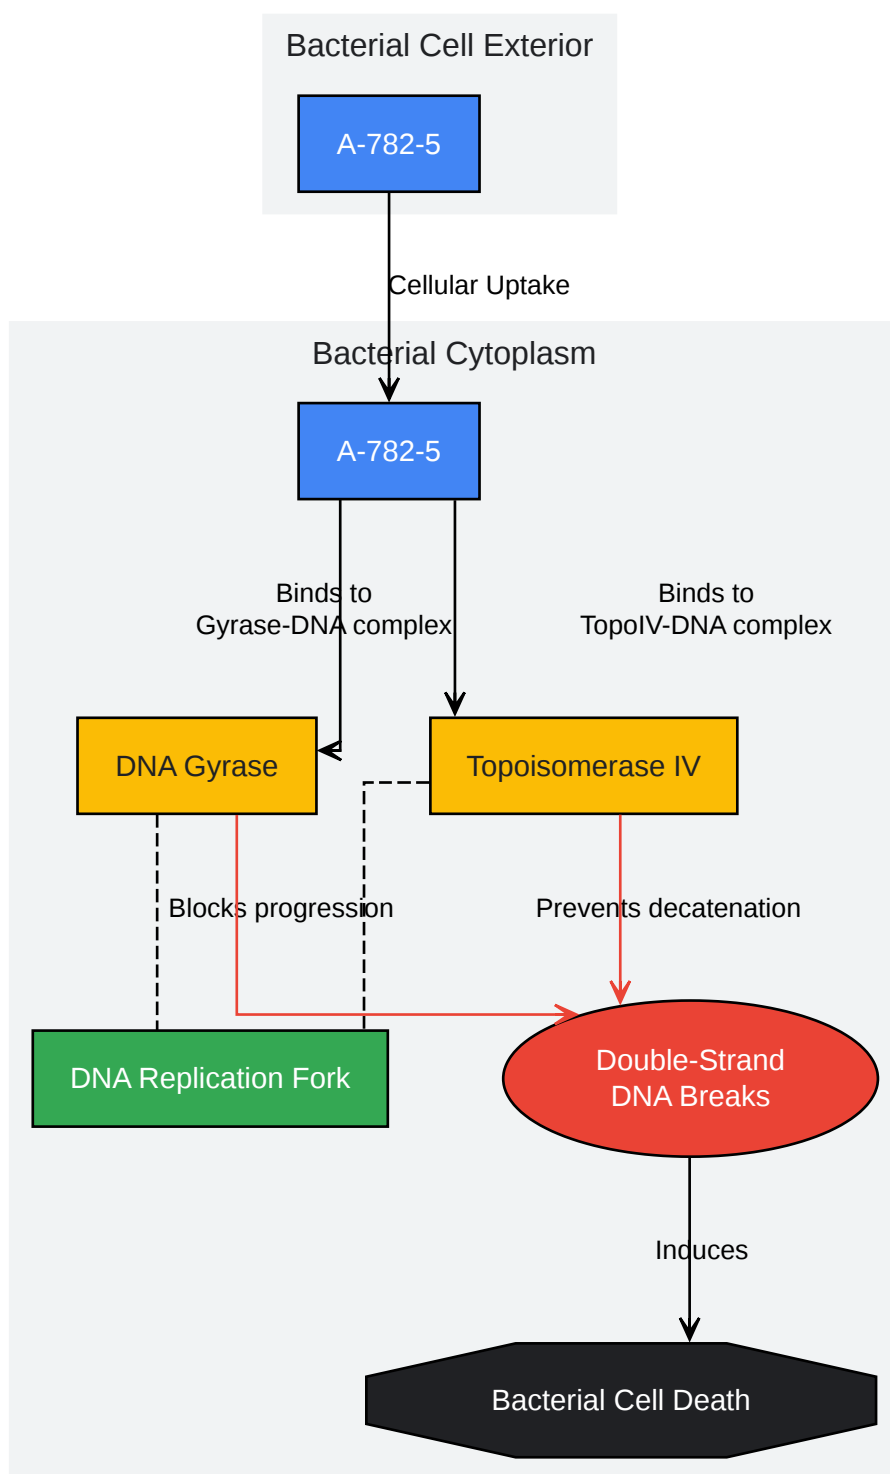 Bacterial Cell Exterior
A-782-5
Cellular Uptake
Bacterial Cytoplasm
A-782-5
Binds to
Gyrase-DNA complex
Binds to
TopoIV-DNA complex
DNA Gyrase
Topoisomerase IV
Blocks progression
Prevents decatenation
DNA Replication Fork
Double-Strand
DNA Breaks
Induces
Bacterial Cell Death